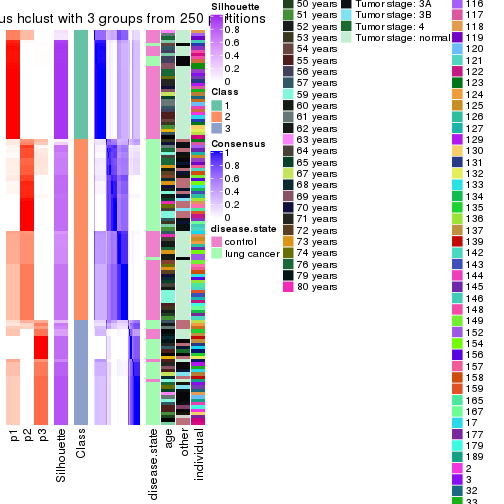 us hclust with 3 groups from 250 partitions
Silhouette
0.8
0.6
0.4
0.2
0
Class
1
2
3
Consensus
1
0.8
0.6
0.4
0.2
0
disease.state
control
lung cancer
50 years
51 years
52 years
53 years
54 years
55 years
56 years
57 years
59 years
60 years
61 years
62 years
63 years
64 years
65 years
67 years
68 years
69 years
70 years
71 years
72 years
73 years
74 years
76 years
79 years
80 years
Tumor stage: 3A
Tumor stage: 3B
Tumor stage: 4
Tumor stage: normal
116
117
118
119
120
121
122
123
124
125
126
127
129
130
131
132
133
134
135
136
137
139
142
143
144
145
146
148
149
152
154
156
157
158
159
165
167
17
177
179
189
2
3
32
33
p1
p2
p3
Silhouette
Class
disease.state
age
other
individual